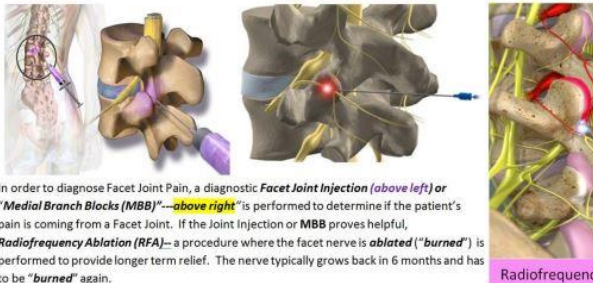 In order to diagnose Facet Joint Pain, a diagnostic Facet Joint Injection (above left) or
"Medial Branch Blocks (MBB)"---above right" is performed to determine if the patient's
pain is coming from a Facet Joint. If the Joint Injection or MBB proves helpful,
Radiofrequency Ablation (RFA)-- a procedure where the facet nerve is ablated ("burned") is
performed to provide longer term relief. The nerve typically grows back in 6 months and has
to be "burned" again.
Radiofrequenc